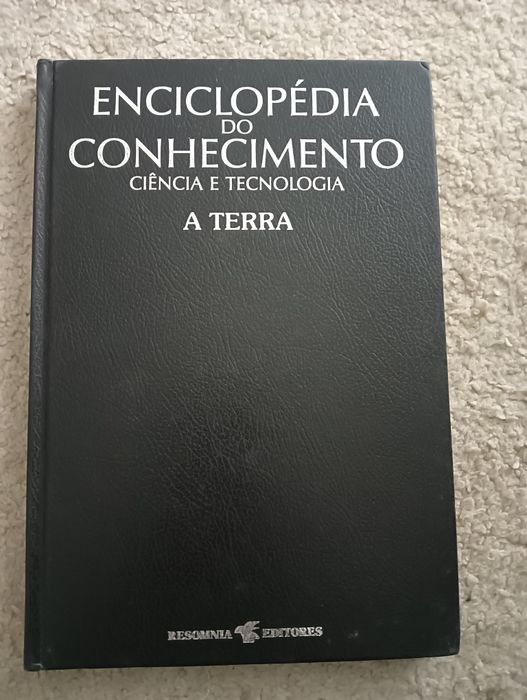 ENCICLOPÉDIA
DO
CONHECIMENTO
CIÊNCIA E TECNOLOGIA
A TERRA
RESOMNIA EDITORES